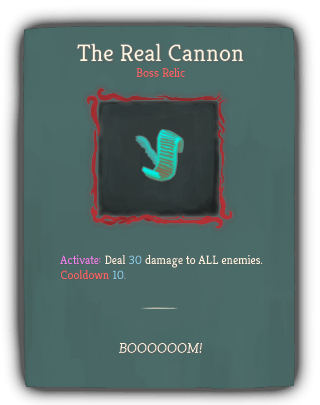 The Real Cannon
Boss Relic
Activate: Deal 30 damage to ALL enemies.
Cooldown 10.
BOOOOOOM!